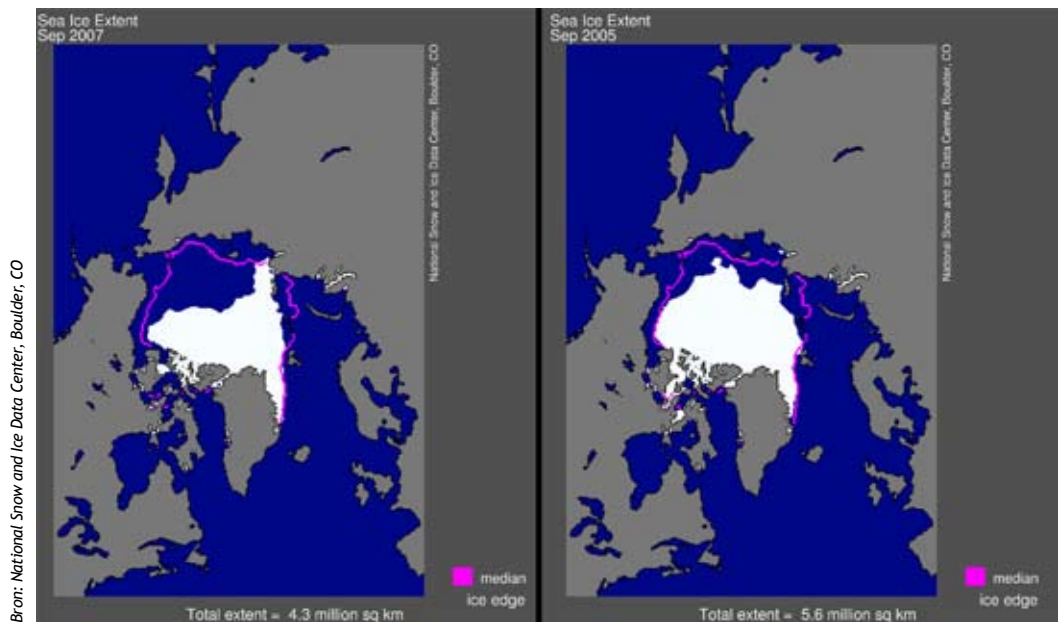 Bron: National Snow and Ice Data Center, Boulder, CO
Sea Ice Extent
Sep 2007
National Snow and Ice Data Center, Boulder, CO
median
ice edge
Total extent = 4.3 million sq km
Sea Ice Extent
Sep 2005
National Snow and Ice Data Center, Boulder, CO
median
ice edge
Total extent = 5.6 million sq km